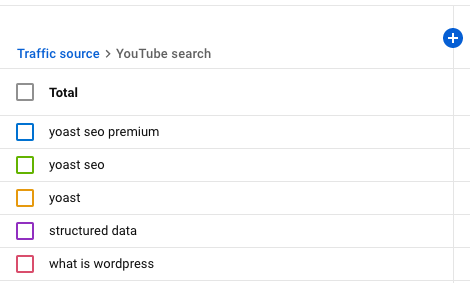 Traffic source > YouTube search
Total
yoast seo premium
yoast seo
yoast
structured data
what is wordpress